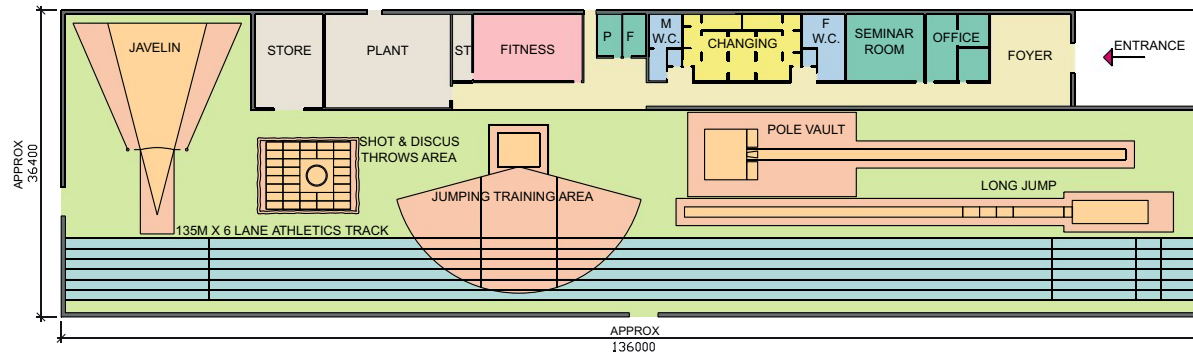 JAVELIN
STORE
PLANT
ST
FITNESS
P
F
M
W.C.
CHANGING
F
W.C.
SEMINAR
ROOM
OFFICE
FOYER
ENTRANCE
SHOT & DISCUS
THROWS AREA
POLE VAULT
JUMPING TRAINING AREA
LONG JUMP
135M X 6 LANE ATHLETICS TRACK
APPROX
36400
APPROX
136000